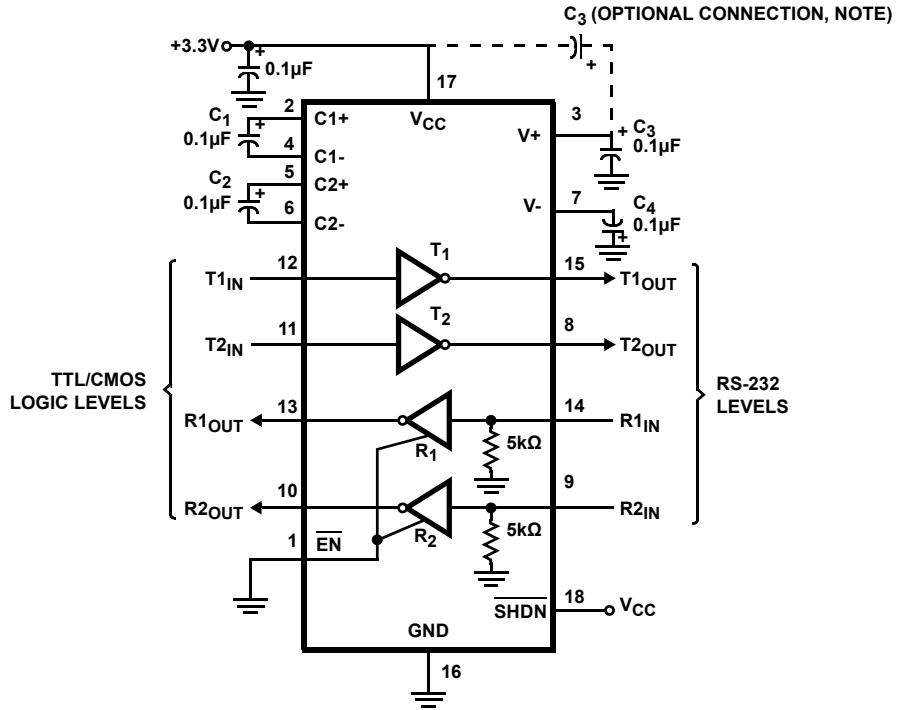 C3 (OPTIONAL CONNECTION, NOTE)
+3.3V
+
0.1µF
+
17
2
C1+
VCC
3
V+
C1
0.1µF
+
4
C1-
+
C3
0.1µF
C2
0.1µF
5
C2+
+
6
C2-
V-
7
C4
0.1µF
+
T1IN
12
T1
15
T1OUT
T2IN
11
T2
8
T2OUT
TTL/CMOS
LOGIC LEVELS
RS-232
LEVELS
R1OUT
13
R1
5kΩ
14
R1IN
R2OUT
10
R2
5kΩ
9
R2IN
1
EN
SHDN
18
VCC
GND
16